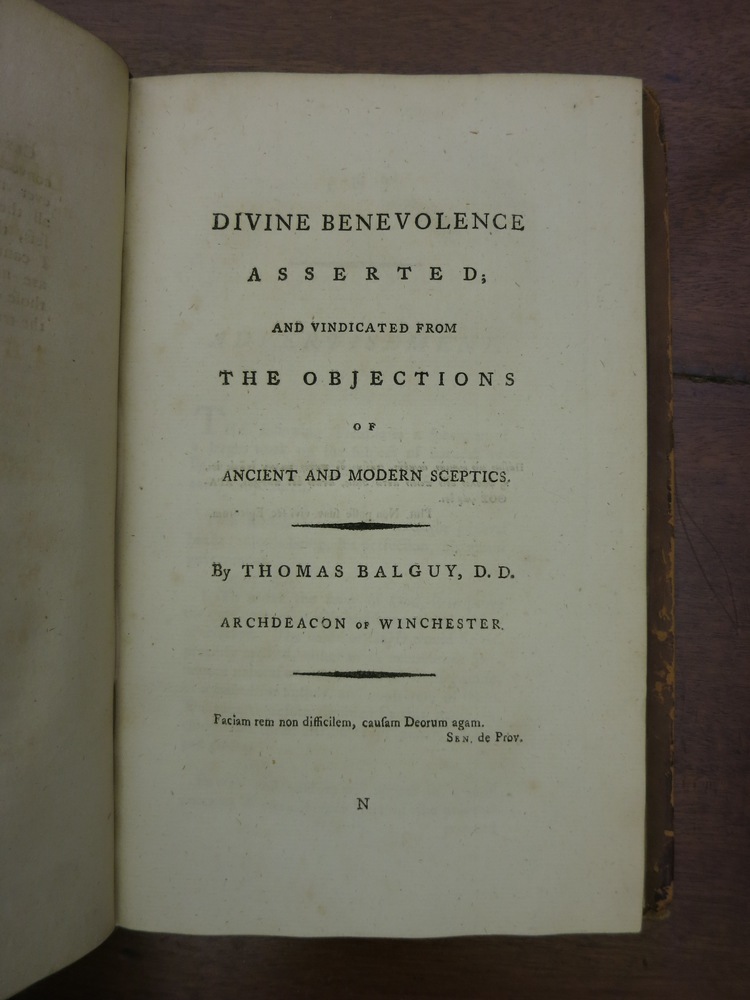 DIVINE BENEVOLENCE
ASSERTED;
AND VINDICATED FROM
THE OBJECTIONS
OF
ANCIENT AND MODERN SCEPTICS.
By THOMAS BALGUY, D. D.
ARCHDEACON OF WINCHESTER.
Faciam rem non difficilem, cauſam Deorum agam.
SEN. de Prov.
N